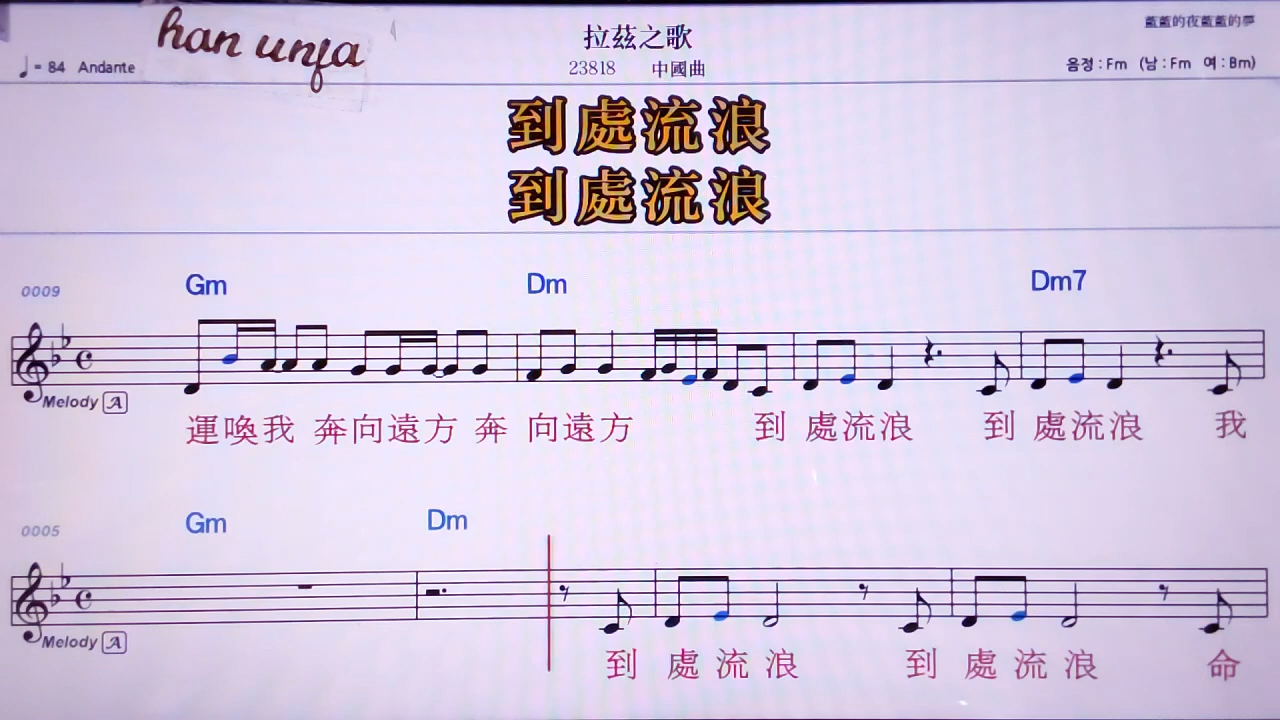 han unfa
拉茲之歌
藍藍的夜藍藍的夢
♩= 84 Andante
23818 中國曲
음정 : Fm (남 : Fm 여 : Bm)
到處流浪
到處流浪
0009 Gm Dm Dm7
Melody A
運喚我 奔向遠方 奔 向遠方 到 處流浪 到 處流浪 我
0005 Gm Dm
Melody A
到 處 流 浪 到 處 流 浪 命